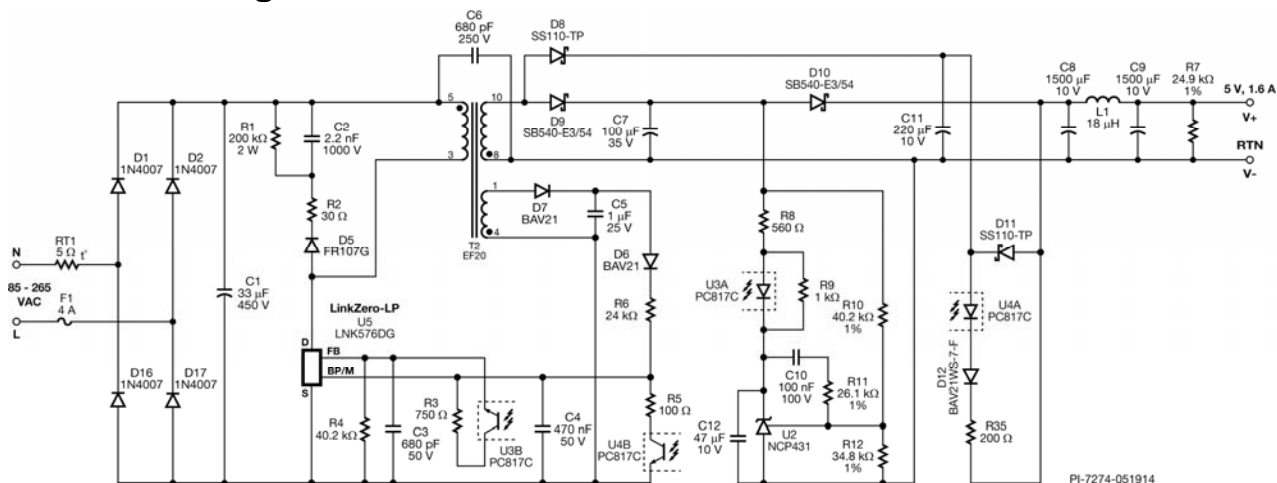 C6
680 pF
250 V
D8
SS110-TP
D10
SB540-E3/54
C8
1500 μF
10 V
C9
1500 μF
10 V
R7
24.9 kΩ
1%
5 V, 1.6 A
V+
RTN
V-
L1
18 μH
5
3
10
8
1
4
D9
SB540-E3/54
C7
100 μF
35 V
C11
220 μF
10 V
R1
200 kΩ
2 W
C2
2.2 nF
1000 V
D1
1N4007
D2
1N4007
R2
30 Ω
D5
FR107G
T2
EF20
D7
BAV21
C5
1 μF
25 V
D6
BAV21
R6
24 kΩ
R8
560 Ω
U3A
PC817C
R9
1 kΩ
R10
40.2 kΩ
1%
D11
SS110-TP
U4A
PC817C
D12
BAV21WS-7-F
R35
200 Ω
N
RT1
5 Ω
t°
85 - 265
VAC
F1
4 A
L
C1
33 μF
450 V
LinkZero-LP
U5
LNK576DG
D
FB
BP/M
S
D16
1N4007
D17
1N4007
R4
40.2 kΩ
C3
680 pF
50 V
R3
750 Ω
U3B
PC817C
C4
470 nF
50 V
R5
100 Ω
U4B
PC817C
C10
100 nF
100 V
R11
26.1 kΩ
1%
C12
47 μF
10 V
U2
NCP431
R12
34.8 kΩ
1%
PI-7274-051914